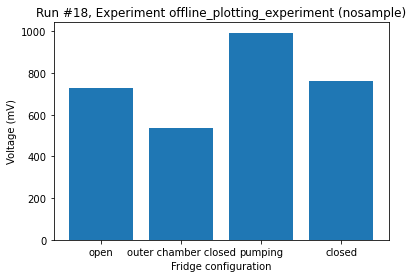 Run #18, Experiment offline_plotting_experiment (nosample)
1000
800
600
400
200
0
Voltage (mV)
open outer chamber closed pumping closed
Fridge configuration